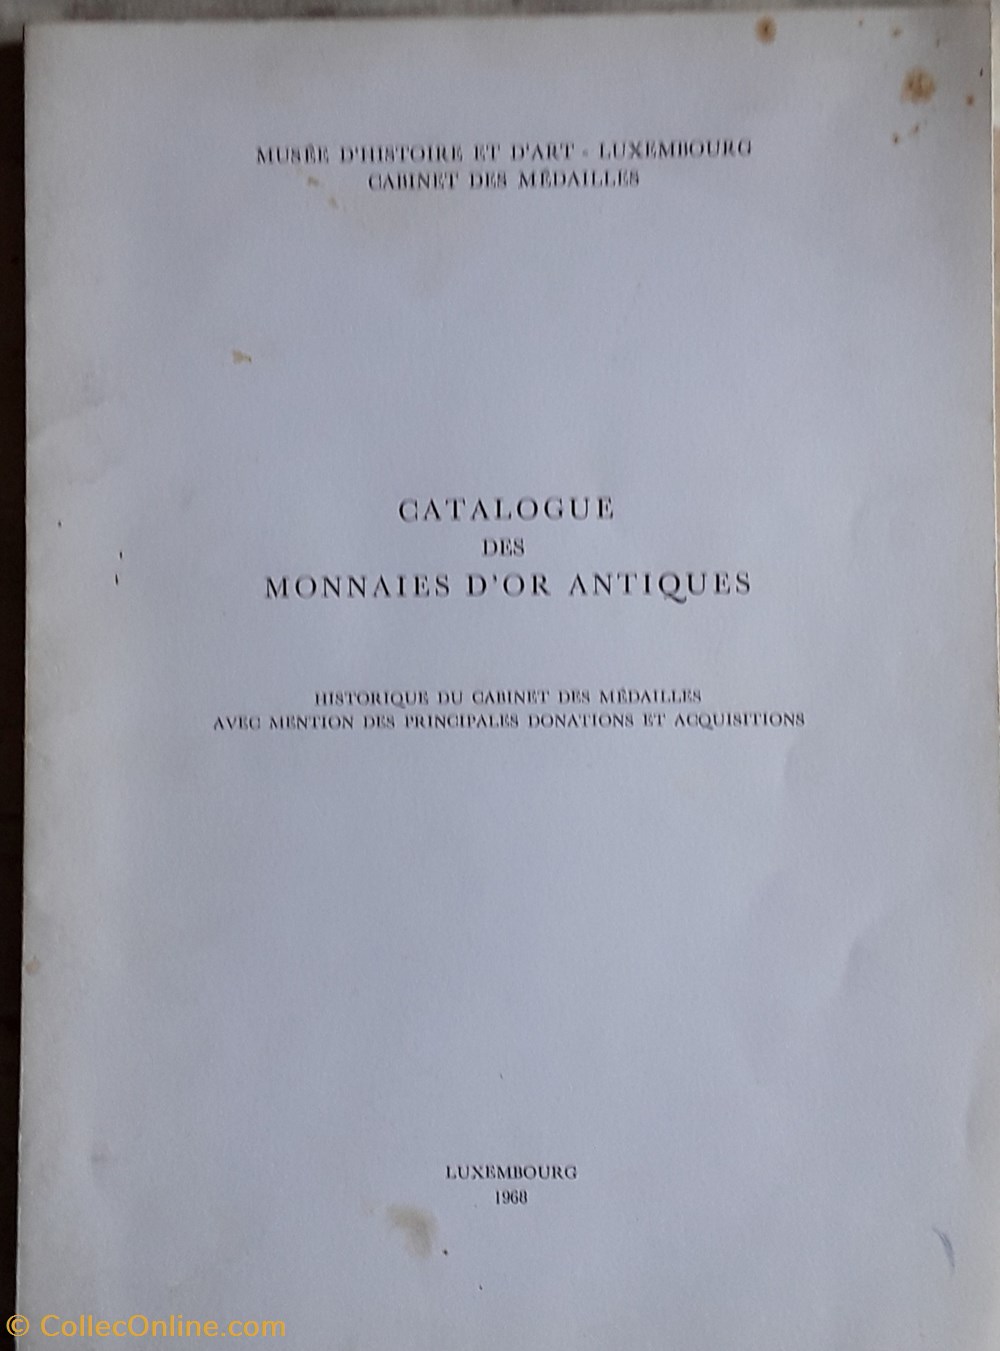 MUSÉE D'HISTOIRE ET D'ART - LUXEMBOURG
CABINET DES MÉDAILLES
CATALOGUE
DES
MONNAIES D'OR ANTIQUES
HISTORIQUE DU CABINET DES MÉDAILLES
AVEC MENTION DES PRINCIPALES DONATIONS ET ACQUISITIONS
LUXEMBOURG
1968
© CollecOnline.com